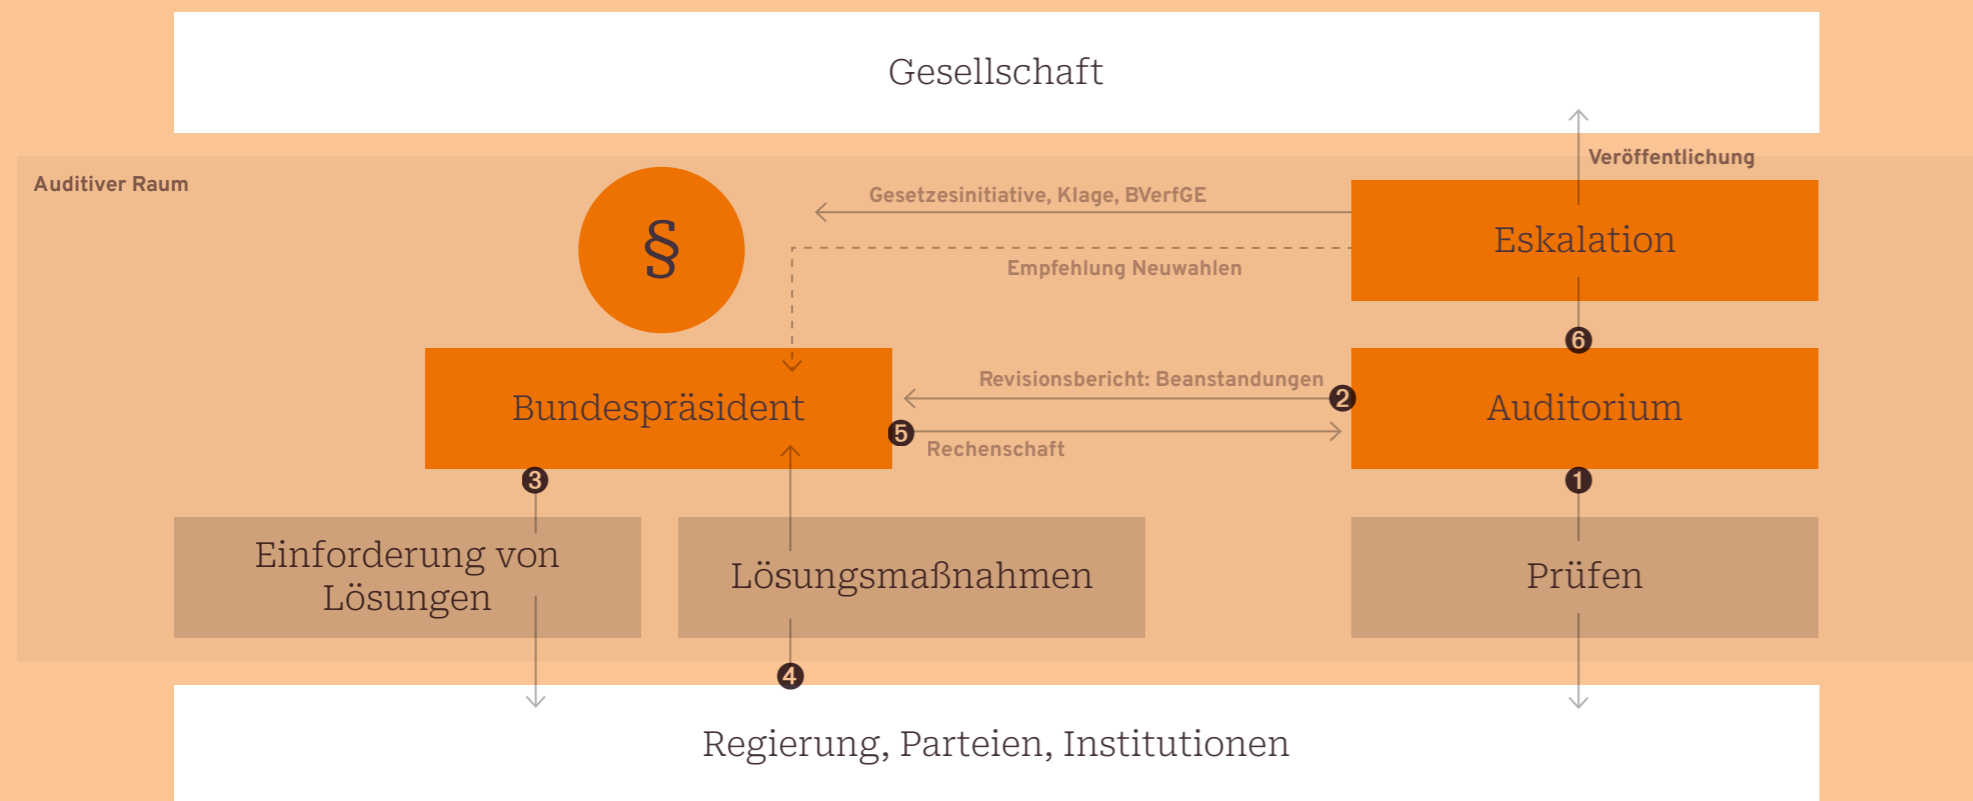 Gesellschaft
Veröffentlichung
Auditiver Raum
Gesetzesinitiative, Klage, BVerfGE
§
Eskalation
Empfehlung Neuwahlen
6
Revisionsbericht: Beanstandungen
2
Bundespräsident
Auditorium
5
Rechenschaft
3
1
Einforderung von
Lösungen
Lösungsmaßnahmen
Prüfen
4
Regierung, Parteien, Institutionen